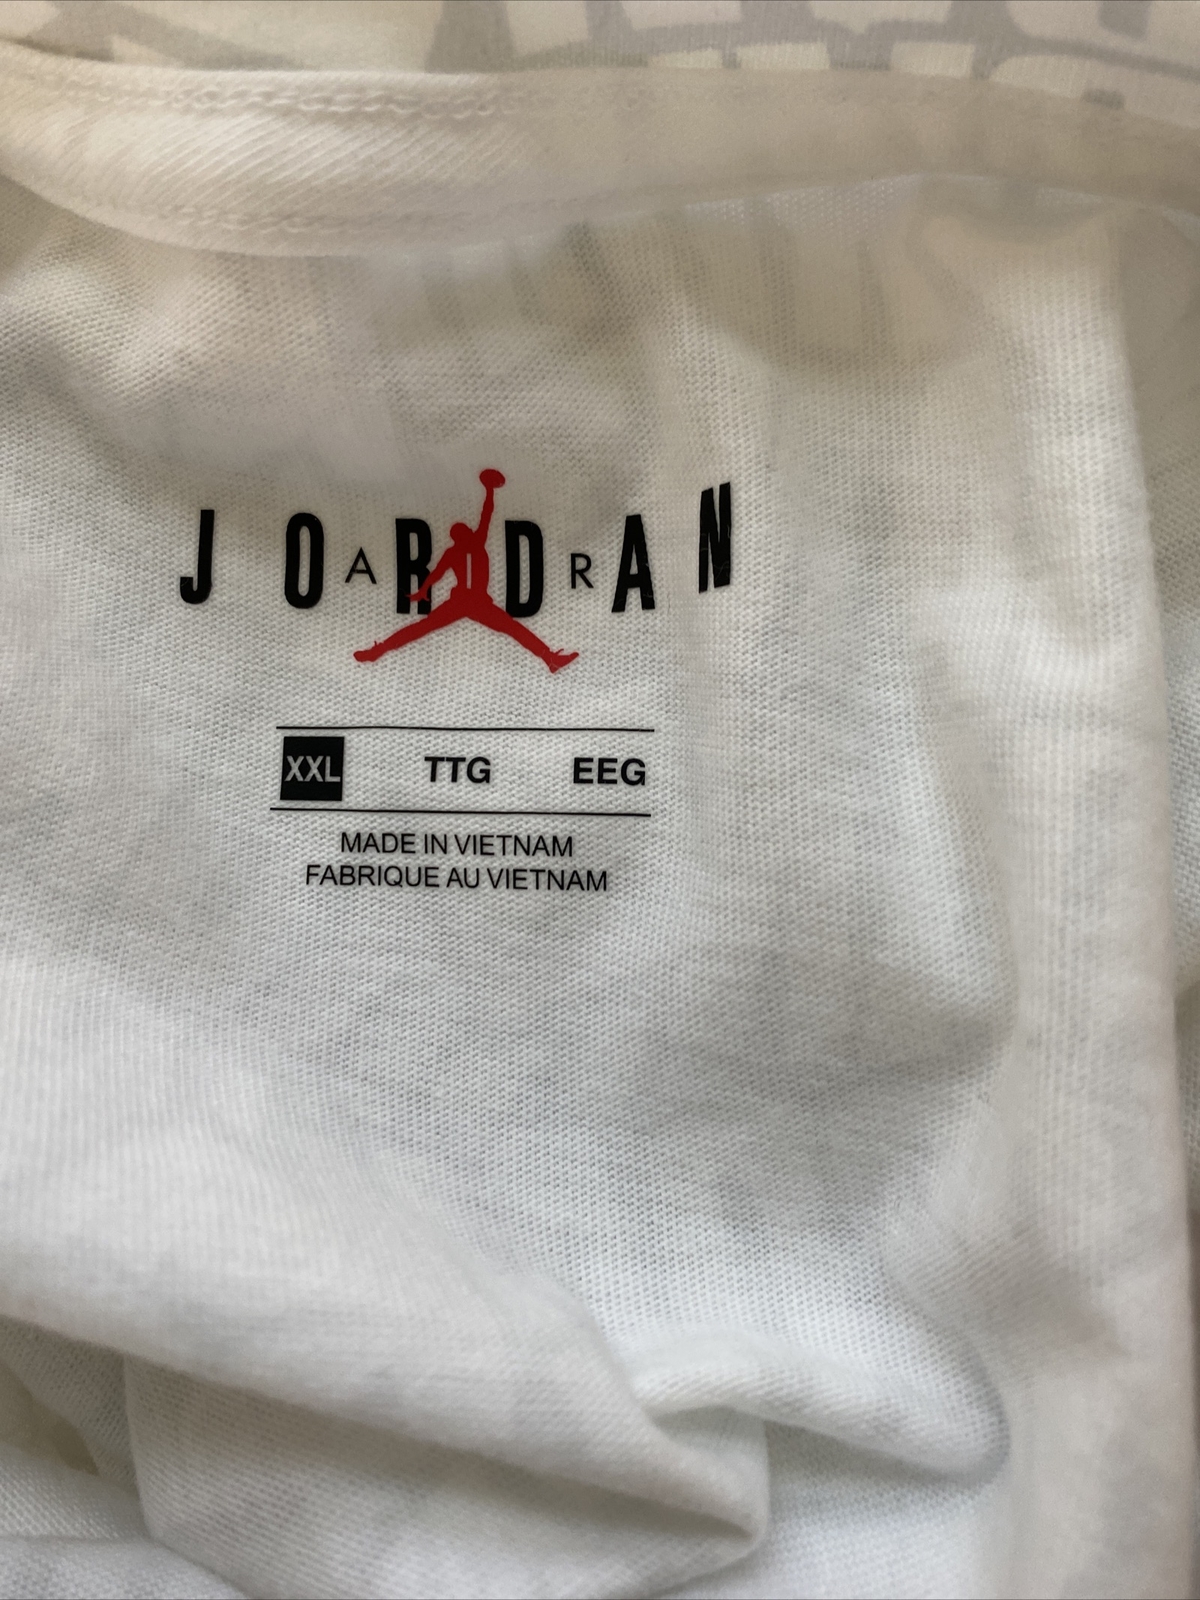 JORDAN
AIR
XXL TTG EEG
MADE IN VIETNAM
FABRIQUE AU VIETNAM